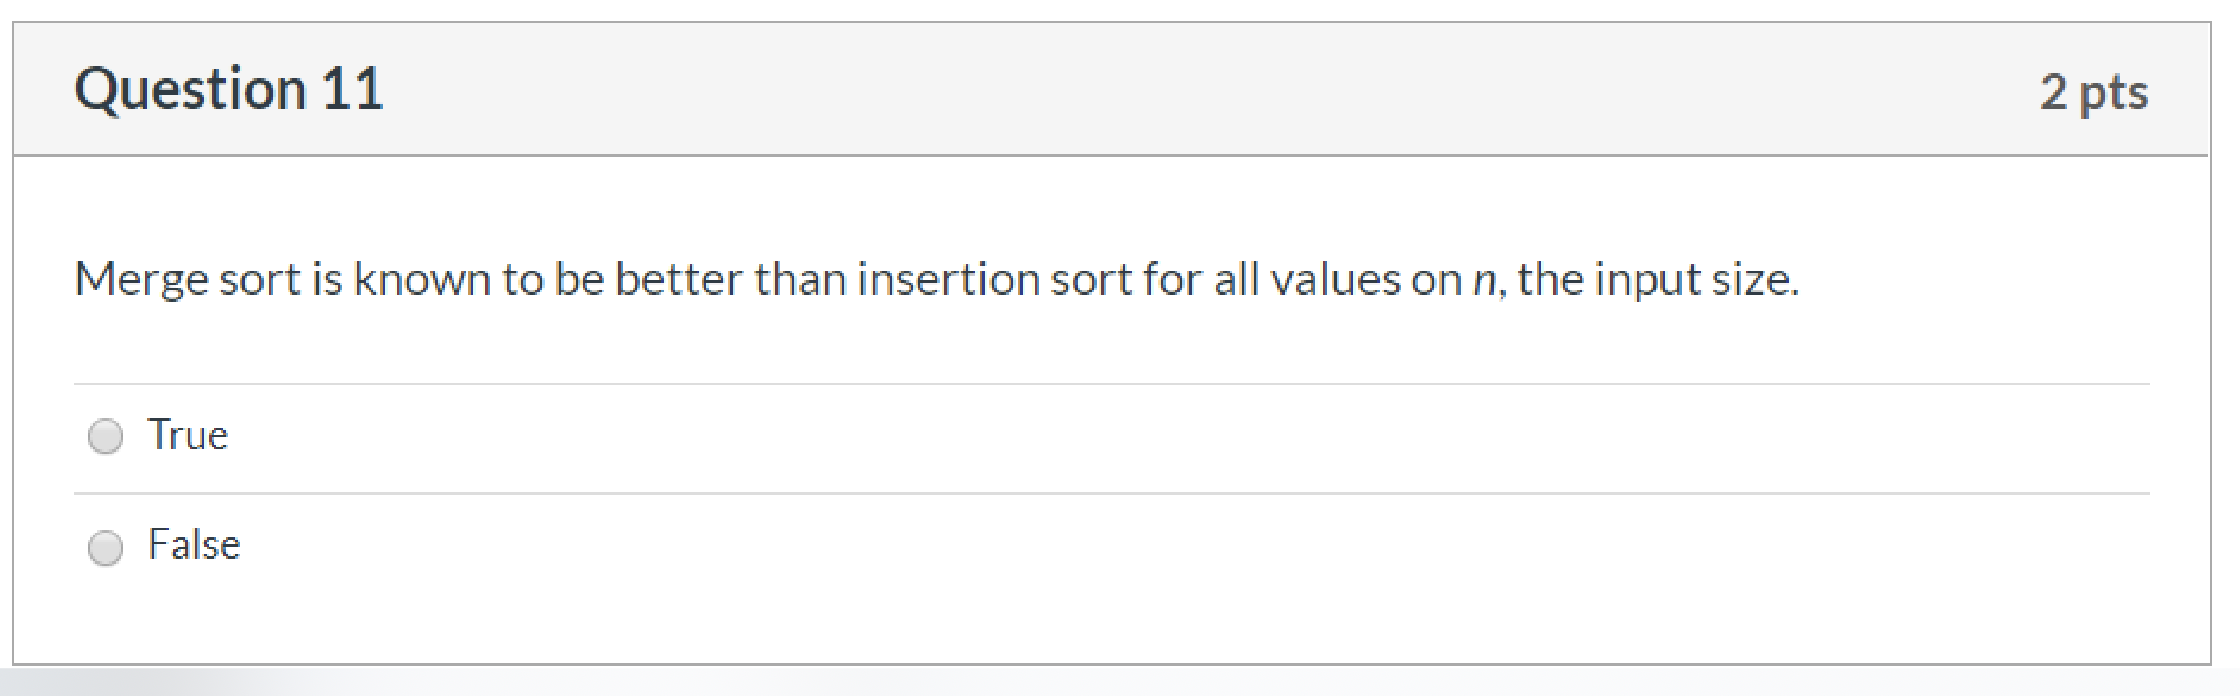 Question 11 2 pts
Merge sort is known to be better than insertion sort for all values on n, the input size.
True
False